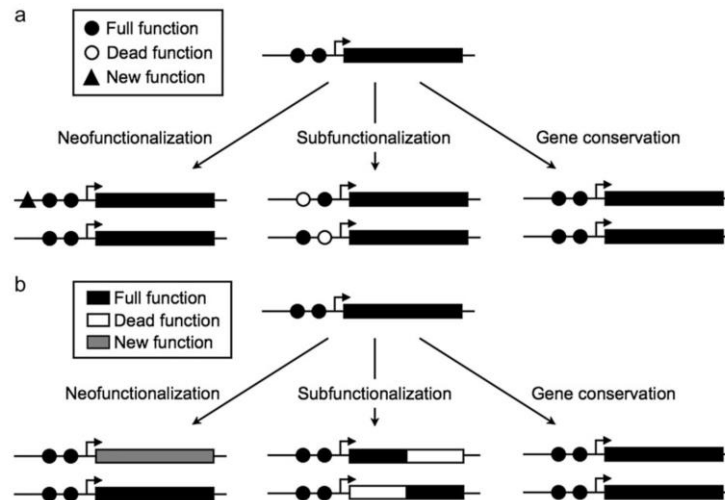 a
Full function
Dead function
New function
Neofunctionalization
Subfunctionalization
Gene conservation
b
Full function
Dead function
New function
Neofunctionalization
Subfunctionalization
Gene conservation